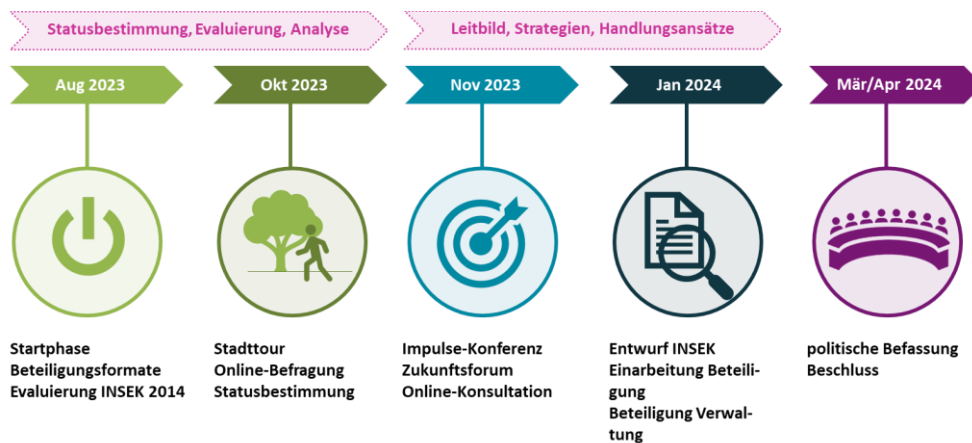 Statusbestimmung, Evaluierung, Analyse
Leitbild, Strategien, Handlungsansätze
Aug 2023
Okt 2023
Nov 2023
Jan 2024
Mär/Apr 2024
Startphase
Beteiligungsformate
Evaluierung INSEK 2014
Stadttour
Online-Befragung
Statusbestimmung
Impulse-Konferenz
Zukunftsforum
Online-Konsultation
Entwurf INSEK
Einarbeitung Beteili-
gung
Beteiligung Verwal-
tung
politische Befassung
Beschluss